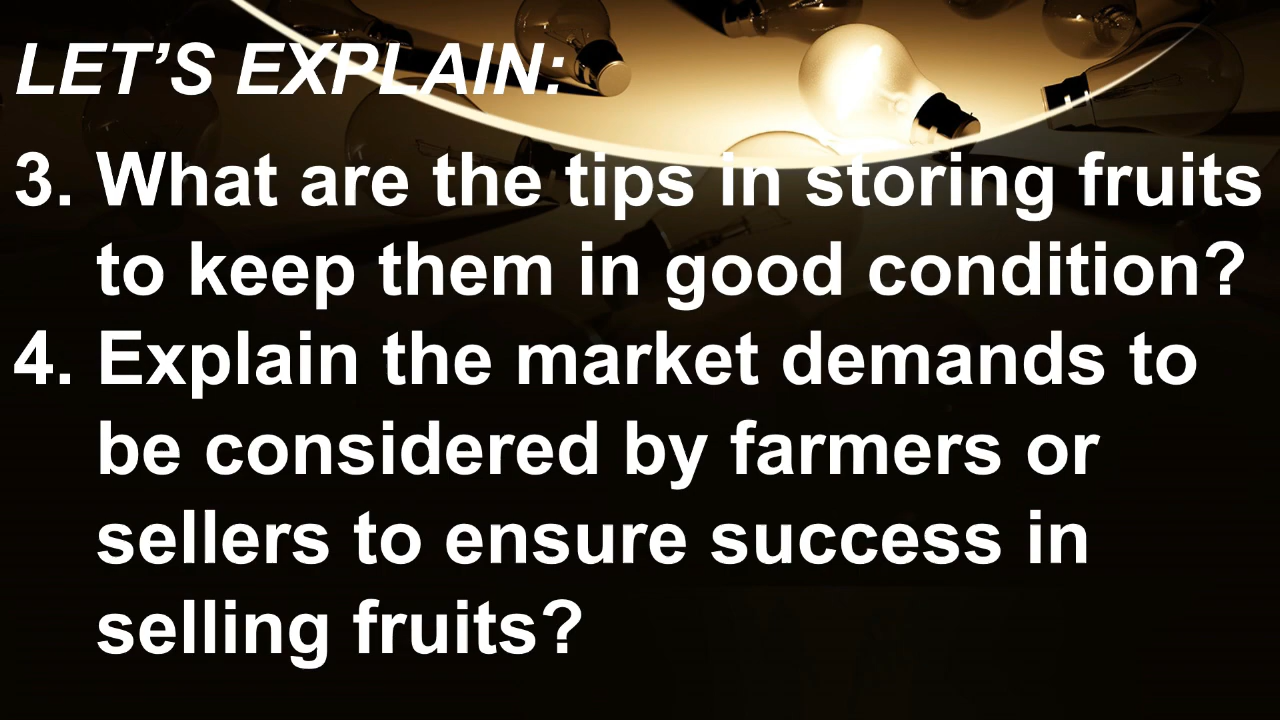 LET’S EXPLAIN:
3. What are the tips in storing fruits
to keep them in good condition?
4. Explain the market demands to
be considered by farmers or
sellers to ensure success in
selling fruits?